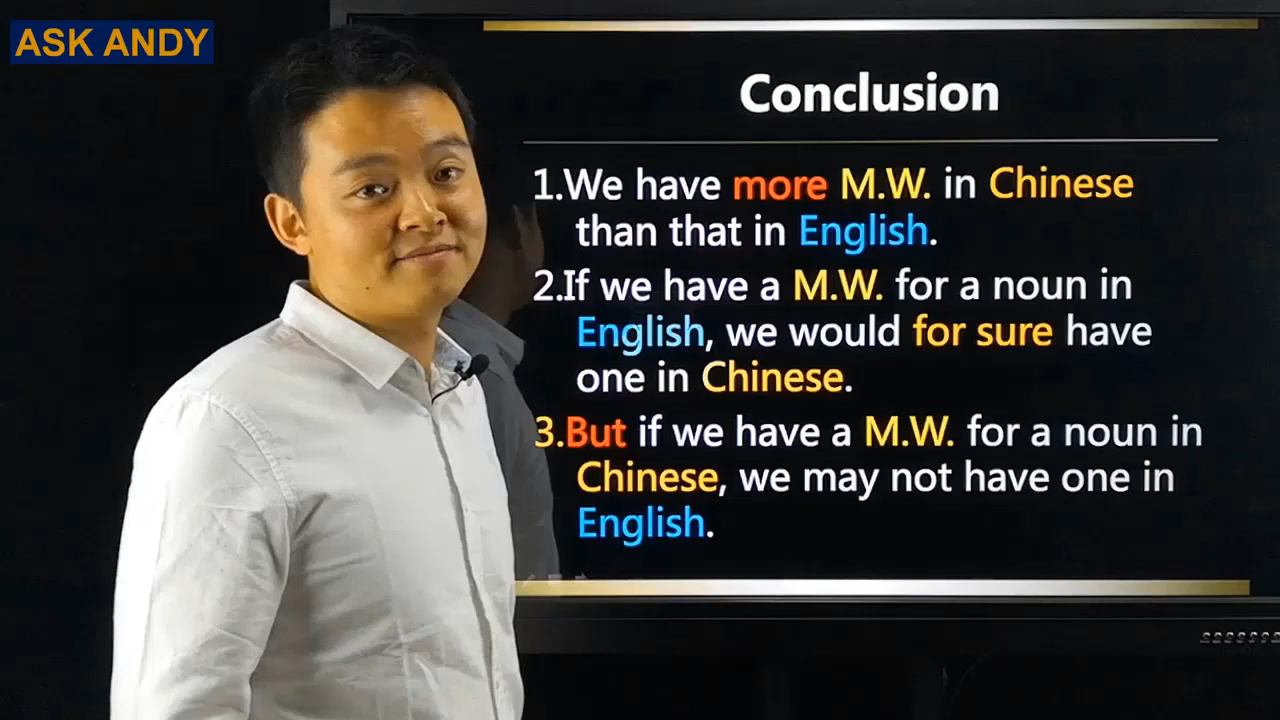 ASK ANDY
Conclusion
1.We have more M.W. in Chinese
than that in English.
2.If we have a M.W. for a noun in
English, we would for sure have
one in Chinese.
3.But if we have a M.W. for a noun in
Chinese, we may not have one in
English.